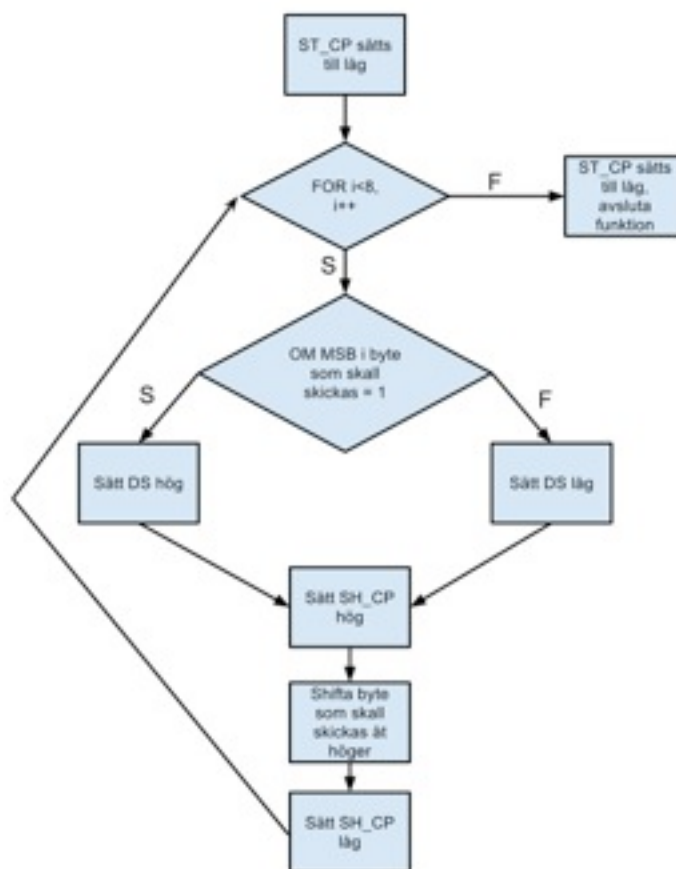 ST_CP sätts
till låg
FOR i<8,
i++
F
ST_CP sätts
till låg,
avsluta
funktion
S
OM MSB i byte
som skall
skickas = 1
S
F
Sätt DS hög
Sätt DS låg
Sätt SH_CP
hög
Shifta byte
som skall
skickas åt
höger
Sätt SH_CP
låg